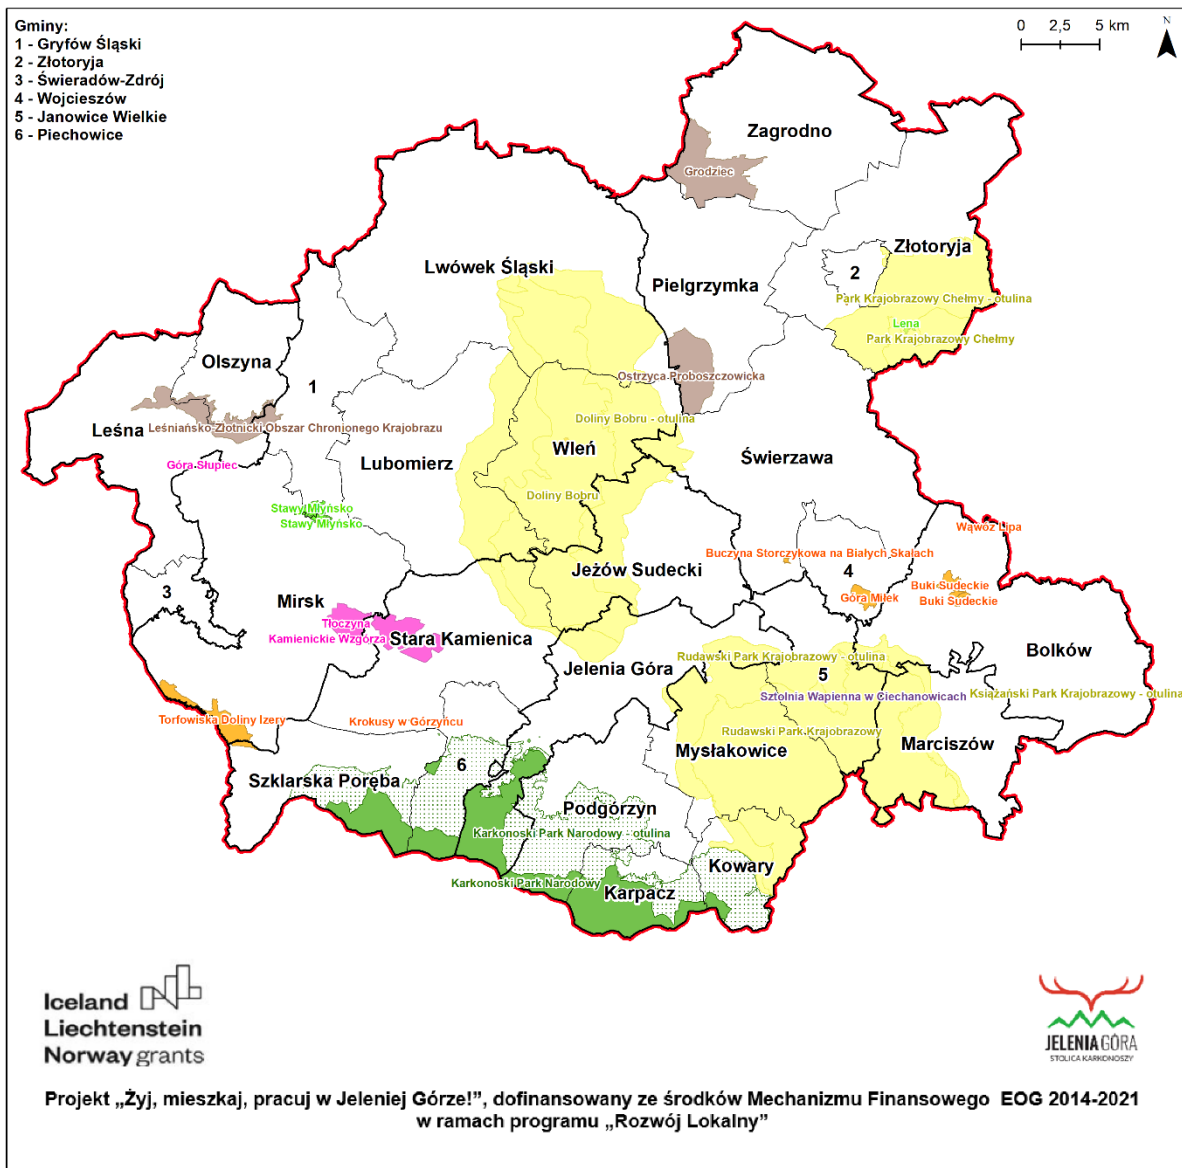 Gminy:
1 - Gryfów Śląski
2 - Złotoryja
3 - Świeradów-Zdrój
4 - Wojcieszów
5 - Janowice Wielkie
6 - Piechowice
0 2,5 5 km
N
Zagrodno
Grodziec
Złotoryja
2
Lwówek Śląski
Pielgrzymka
Park Krajobrazowy Chełmy - otulina
Lena
Park Krajobrazowy Chełmy
Olszyna
1
Ostrzyca Proboszczowicka
Leśna
Leśniańsko-Złotnicki Obszar Chronionego Krajobrazu
Doliny Bobru - otulina
Wleń
Góra Słupiec
Lubomierz
Świerzawa
Doliny Bobru
Stawy Młyńsko
Stawy Młyńsko
Wąwóz Lipa
Buczyna Storczykowa na Białych Skałach
Jeżów Sudecki
4
3
Buki Sudeckie
Góra Miłek
Buki Sudeckie
Mirsk
Tłoczyna
Kamienickie Wzgórza
Stara Kamienica
Bolków
Rudawski Park Krajobrazowy - otulina
Jelenia Góra
5
Sztolnia Wapienna w Ciechanowicach
Książański Park Krajobrazowy - otulina
Torfowiska Doliny Izery
Krokusy w Górzyńcu
Rudawski Park Krajobrazowy
Mysłakowice
Marciszów
6
Szklarska Poręba
Podgórzyn
Karkonoski Park Narodowy - otulina
Kowary
Karkonoski Park Narodowy
Karpacz
Iceland
Liechtenstein
Norway grants
JELENIA GÓRA
STOLICA KARKONOSZY
Projekt „Żyj, mieszkaj, pracuj w Jeleniej Górze!”, dofinansowany ze środków Mechanizmu Finansowego EOG 2014-2021
w ramach programu „Rozwój Lokalny”